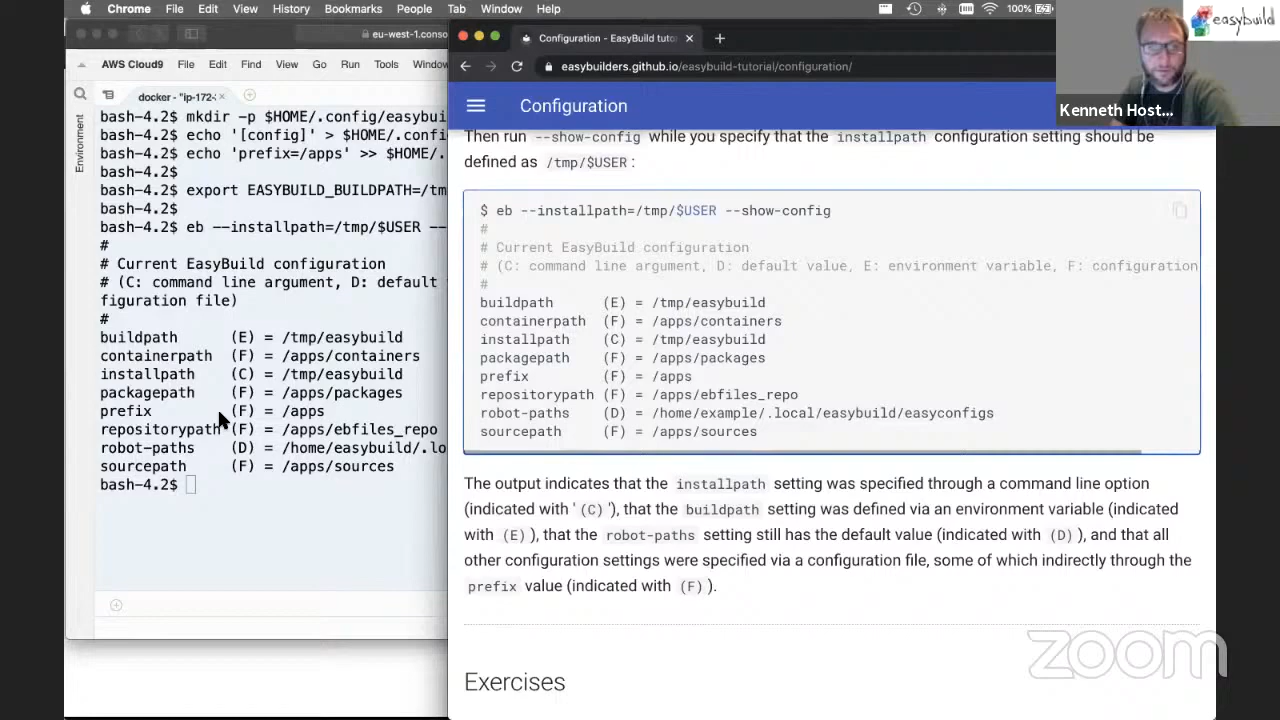 Chrome File Edit View History Bookmarks People Tab Window Help 100%
eu-west-1.conso
AWS Cloud9 File Edit Find View Go Run Tools Window
docker - "ip-172-
Environment
bash-4.2$ mkdir -p $HOME/.config/easybui
bash-4.2$ echo '[config]' > $HOME/.confi
bash-4.2$ echo 'prefix=/apps' >> $HOME/.
bash-4.2$
bash-4.2$ export EASYBUILD_BUILDPATH=/tm
bash-4.2$
bash-4.2$ eb --installpath=/tmp/$USER --
#
# Current EasyBuild configuration
# (C: command line argument, D: default
figuration file)
#
buildpath (E) = /tmp/easybuild
containerpath (F) = /apps/containers
installpath (C) = /tmp/easybuild
packagepath (F) = /apps/packages
prefix (F) = /apps
repositorypath (F) = /apps/ebfiles_repo
robot-paths (D) = /home/easybuild/.lo
sourcepath (F) = /apps/sources
bash-4.2$
Configuration - EasyBuild tuto
easybuilders.github.io/easybuild-tutorial/configuration/
Configuration
Then run --show-config while you specify that the installpath configuration setting should be
defined as /tmp/$USER :
$ eb --installpath=/tmp/$USER --show-config
#
# Current EasyBuild configuration
# (C: command line argument, D: default value, E: environment variable, F: configuration
#
buildpath (E) = /tmp/easybuild
containerpath (F) = /apps/containers
installpath (C) = /tmp/easybuild
packagepath (F) = /apps/packages
prefix (F) = /apps
repositorypath (F) = /apps/ebfiles_repo
robot-paths (D) = /home/example/.local/easybuild/easyconfigs
sourcepath (F) = /apps/sources
The output indicates that the installpath setting was specified through a command line option
(indicated with '(C)'), that the buildpath setting was defined via an environment variable (indicated
with (E)), that the robot-paths setting still has the default value (indicated with (D)), and that all
other configuration settings were specified via a configuration file, some of which indirectly through the
prefix value (indicated with (F)).
Exercises
easybuild
Kenneth Host...
zoom